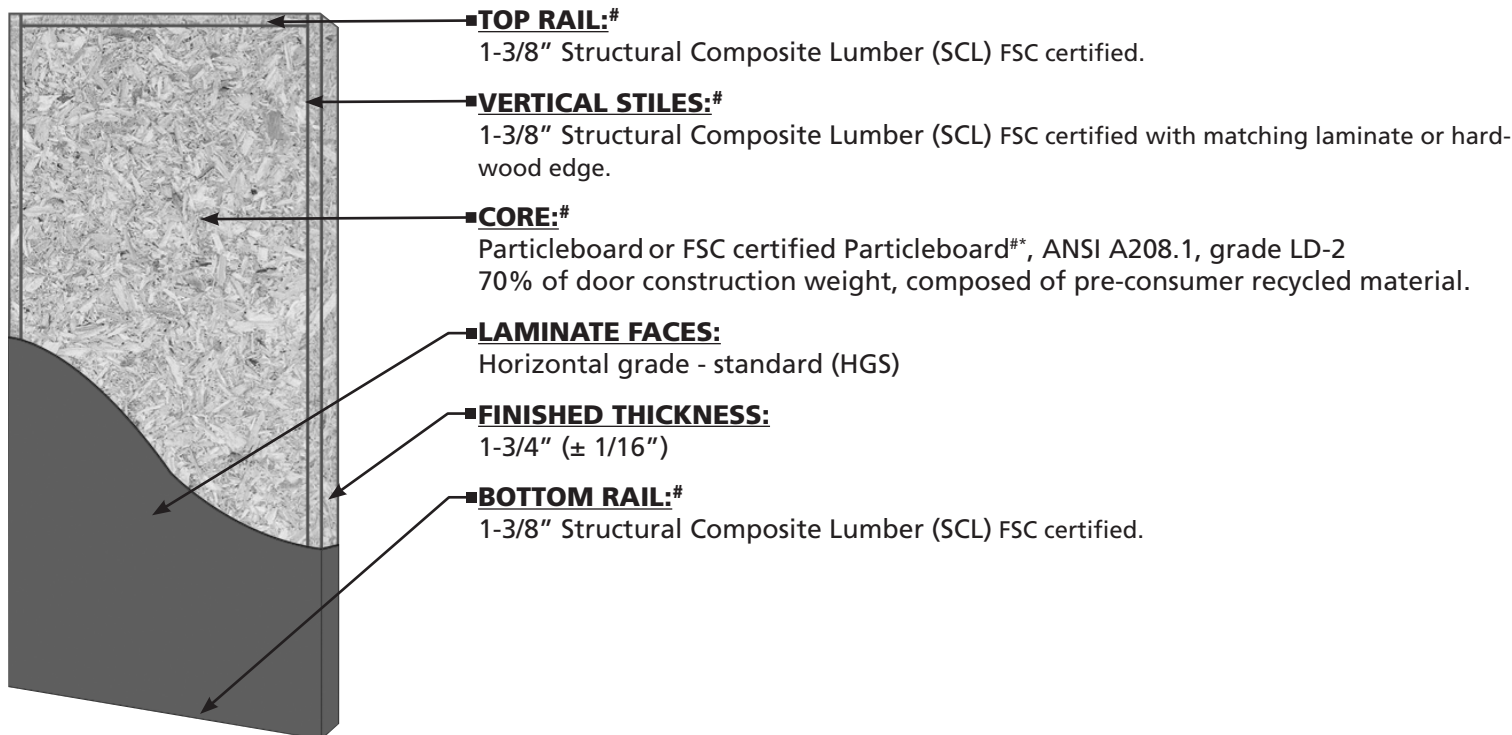 TOP RAIL:#
1-3/8” Structural Composite Lumber (SCL) FSC certified.
VERTICAL STILES:#
1-3/8” Structural Composite Lumber (SCL) FSC certified with matching laminate or hard-
wood edge.
CORE:#
Particleboard or FSC certified Particleboard#*, ANSI A208.1, grade LD-2
70% of door construction weight, composed of pre-consumer recycled material.
LAMINATE FACES:
Horizontal grade - standard (HGS)
FINISHED THICKNESS:
1-3/4” (± 1/16”)
BOTTOM RAIL:#
1-3/8” Structural Composite Lumber (SCL) FSC certified.